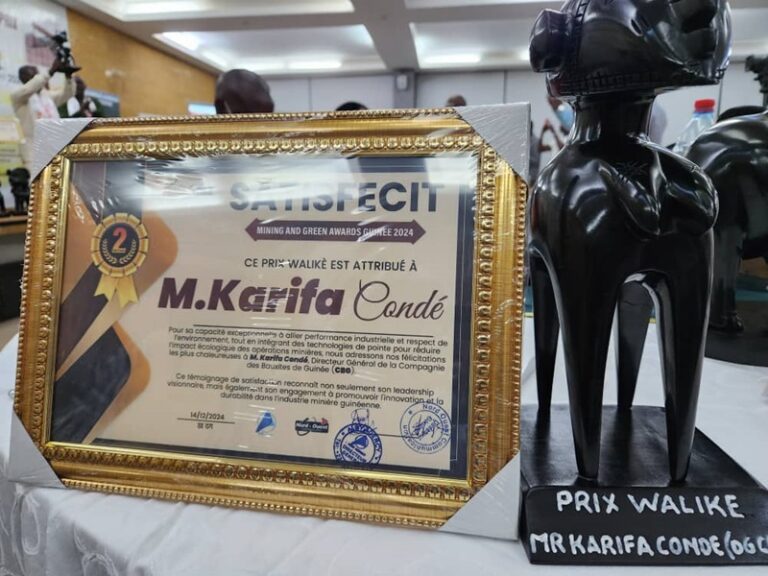 SATISFECIT
MINING AND GREEN AWARDS GUINÉE 2024
2
CE PRIX WALIKÈ EST ATTRIBUÉ À
M.Karifa Condé
Pour sa capacité exceptionnelle à allier performance industrielle et respect de
l'environnement, tout en intégrant des technologies de pointe pour réduire
l'impact écologique des opérations minières, nous adressons nos félicitations
les plus chaleureuses à M. Karifa Condé, Directeur Général de la Compagnie
des Bauxites de Guinée (CBG)
Ce témoignage de satisfaction reconnaît non seulement son leadership
visionnaire, mais également son engagement à promouvoir l'innovation et la
durabilité dans l'industrie minière guinéenne.
14/12/2024
Nord-Ouest
PRIX WALIKE
MR KARIFA CONDE (DG C